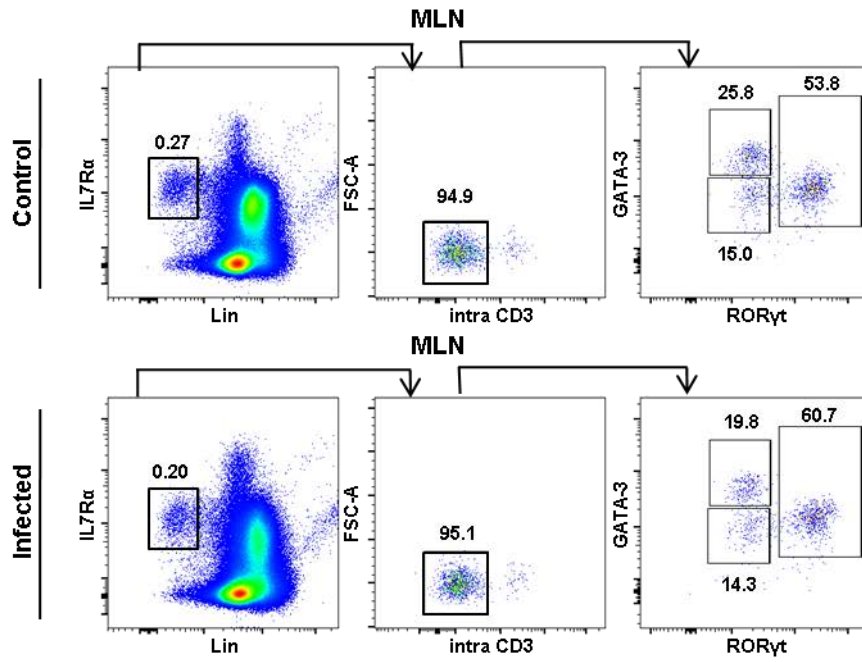 MLN
Control
IL7Rα
0.27
Lin
FSC-A
94.9
intra CD3
GATA-3
25.8
53.8
15.0
RORγt
MLN
Infected
IL7Rα
0.20
Lin
FSC-A
95.1
intra CD3
GATA-3
19.8
60.7
14.3
RORγt